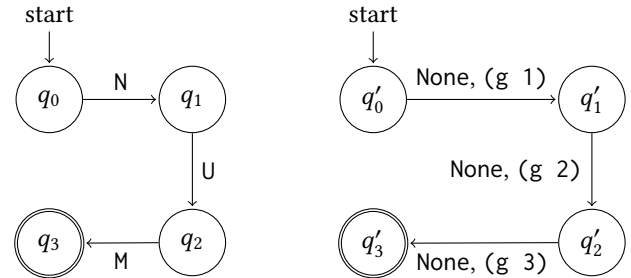 start start
q0 N q1 q′0 None, (g 1) q′1
U None, (g 2)
q3 M q2 q′3 None, (g 3) q′2